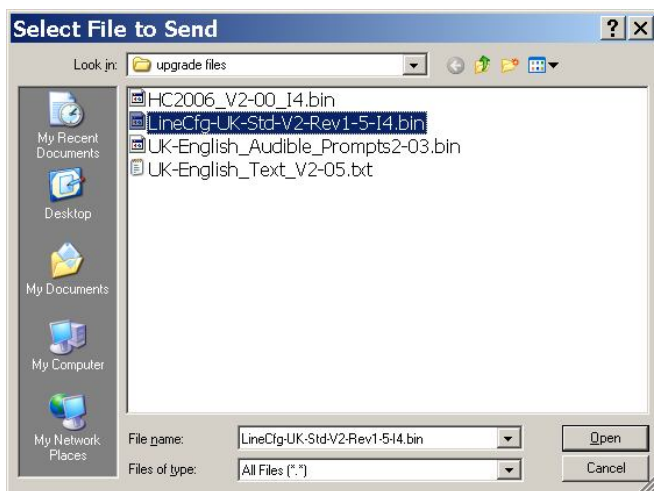 Select File to Send
Look in: upgrade files
My Recent
Documents
Desktop
My Documents
My Computer
My Network
Places
HC2006_V2-00_I4.bin
LineCfg-UK-Std-V2-Rev1-5-I4.bin
UK-English_Audible_Prompts2-03.bin
UK-English_Text_V2-05.txt
File name: LineCfg-UK-Std-V2-Rev1-5-I4.bin Open
Files of type: All Files (*.*) Cancel